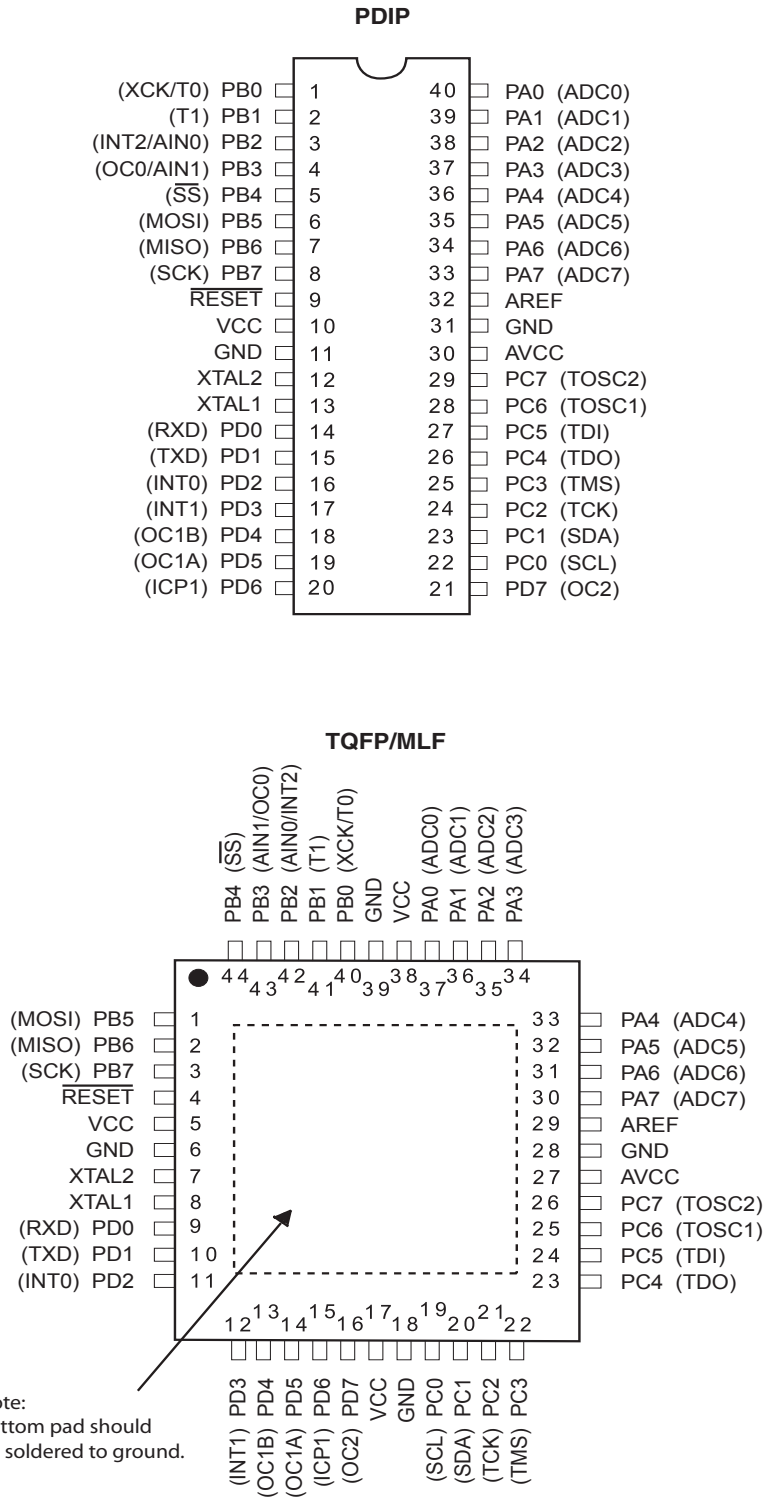 PDIP
(XCK/T0) PB0 1 40 PA0 (ADC0)
(T1) PB1 2 39 PA1 (ADC1)
(INT2/AIN0) PB2 3 38 PA2 (ADC2)
(OC0/AIN1) PB3 4 37 PA3 (ADC3)
(S̅S̅) PB4 5 36 PA4 (ADC4)
(MOSI) PB5 6 35 PA5 (ADC5)
(MISO) PB6 7 34 PA6 (ADC6)
(SCK) PB7 8 33 PA7 (ADC7)
R̅E̅S̅E̅T̅ 9 32 AREF
VCC 10 31 GND
GND 11 30 AVCC
XTAL2 12 29 PC7 (TOSC2)
XTAL1 13 28 PC6 (TOSC1)
(RXD) PD0 14 27 PC5 (TDI)
(TXD) PD1 15 26 PC4 (TDO)
(INT0) PD2 16 25 PC3 (TMS)
(INT1) PD3 17 24 PC2 (TCK)
(OC1B) PD4 18 23 PC1 (SDA)
(OC1A) PD5 19 22 PC0 (SCL)
(ICP1) PD6 20 21 PD7 (OC2)
TQFP/MLF
PB4 (S̅S̅)
PB3 (AIN1/OC0)
PB2 (AIN0/INT2)
PB1 (T1)
PB0 (XCK/T0)
GND
VCC
PA0 (ADC0)
PA1 (ADC1)
PA2 (ADC2)
PA3 (ADC3)
44 43 42 41 40 39 38 37 36 35 34
(MOSI) PB5 1 33 PA4 (ADC4)
(MISO) PB6 2 32 PA5 (ADC5)
(SCK) PB7 3 31 PA6 (ADC6)
R̅E̅S̅E̅T̅ 4 30 PA7 (ADC7)
VCC 5 29 AREF
GND 6 28 GND
XTAL2 7 27 AVCC
XTAL1 8 26 PC7 (TOSC2)
(RXD) PD0 9 25 PC6 (TOSC1)
(TXD) PD1 10 24 PC5 (TDI)
(INT0) PD2 11 23 PC4 (TDO)
12 13 14 15 16 17 18 19 20 21 22
(INT1) PD3
(OC1B) PD4
(OC1A) PD5
(ICP1) PD6
(OC2) PD7
VCC
GND
(SCL) PC0
(SDA) PC1
(TCK) PC2
(TMS) PC3
ote:
ttom pad should
soldered to ground.